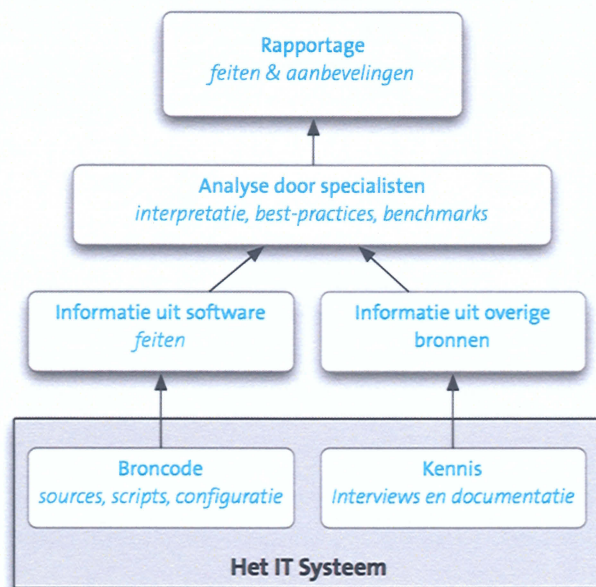 Rapportage
feiten & aanbevelingen
Analyse door specialisten
interpretatie, best-practices, benchmarks
Informatie uit software
feiten
Informatie uit overige
bronnen
Broncode
sources, scripts, configuratie
Kennis
Interviews en documentatie
Het IT Systeem